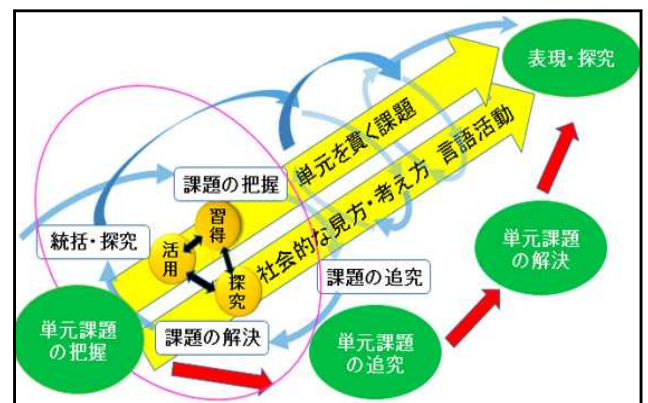 表現・探究
単元を貫く課題
社会的な見方・考え方 言語活動
課題の把握
習得
活用
探究
統括・探究
課題の追究
課題の解決
単元課題
の把握
単元課題
の追究
単元課題
の解決